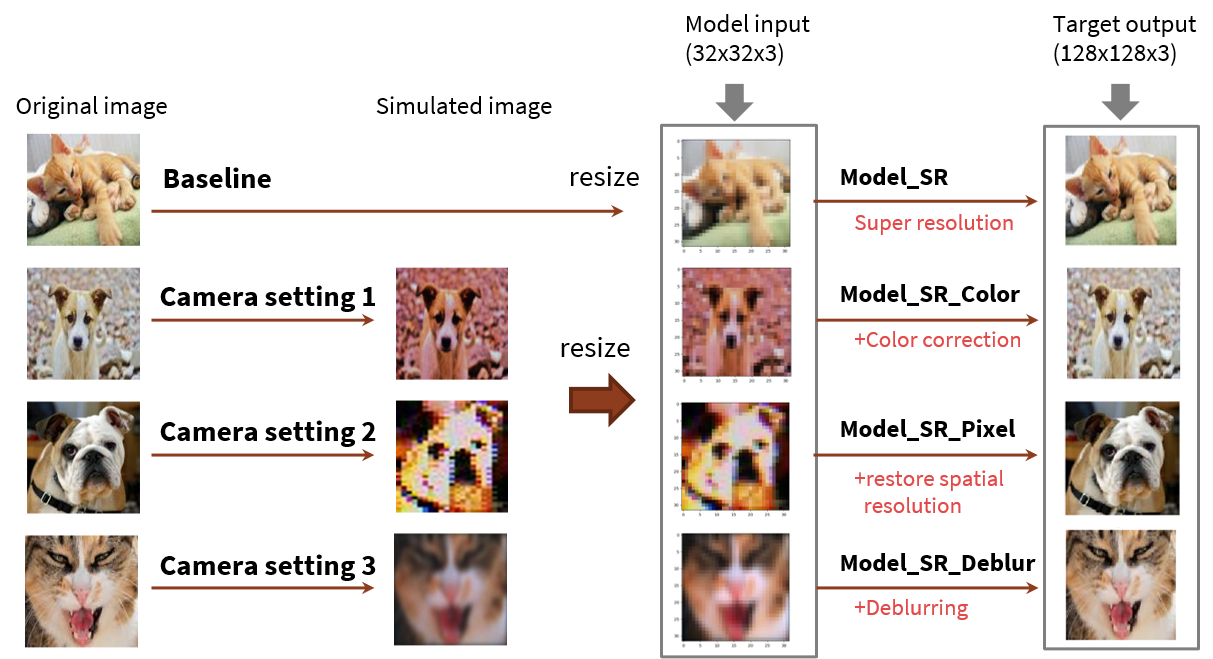 Model input
(32x32x3)
Target output
(128x128x3)
Original image
Simulated image
Baseline
resize
Model_SR
Super resolution
Camera setting 1
Model_SR_Color
+Color correction
resize
Camera setting 2
Model_SR_Pixel
+restore spatial
resolution
Camera setting 3
Model_SR_Deblur
+Deblurring